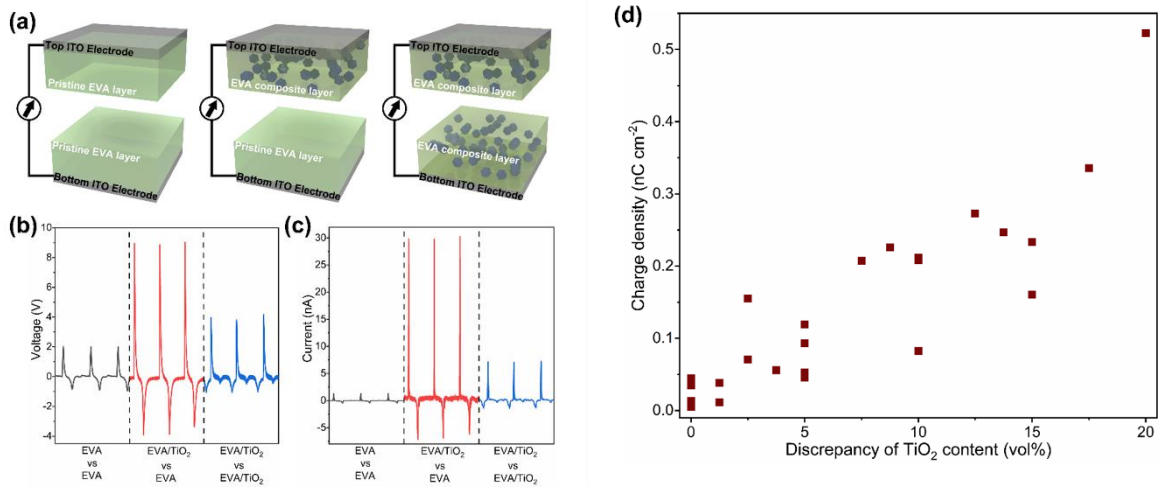 (a)
Top ITO Electrode
Pristine EVA layer
Pristine EVA layer
Bottom ITO Electrode
Top ITO Electrode
EVA composite layer
Pristine EVA layer
Bottom ITO Electrode
Top ITO Electrode
EVA composite layer
EVA composite layer
Bottom ITO Electrode
(b)
Voltage (V)
10
8
6
4
2
0
-2
-4
EVA
vs
EVA
EVA/TiO₂
vs
EVA
EVA/TiO₂
vs
EVA/TiO₂
(c)
Current (nA)
30
25
20
15
10
5
0
-5
EVA
vs
EVA
EVA/TiO₂
vs
EVA
EVA/TiO₂
vs
EVA/TiO₂
(d)
Charge density (nC cm⁻²)
0.5
0.4
0.3
0.2
0.1
0.0
0 5 10 15 20
Discrepancy of TiO₂ content (vol%)